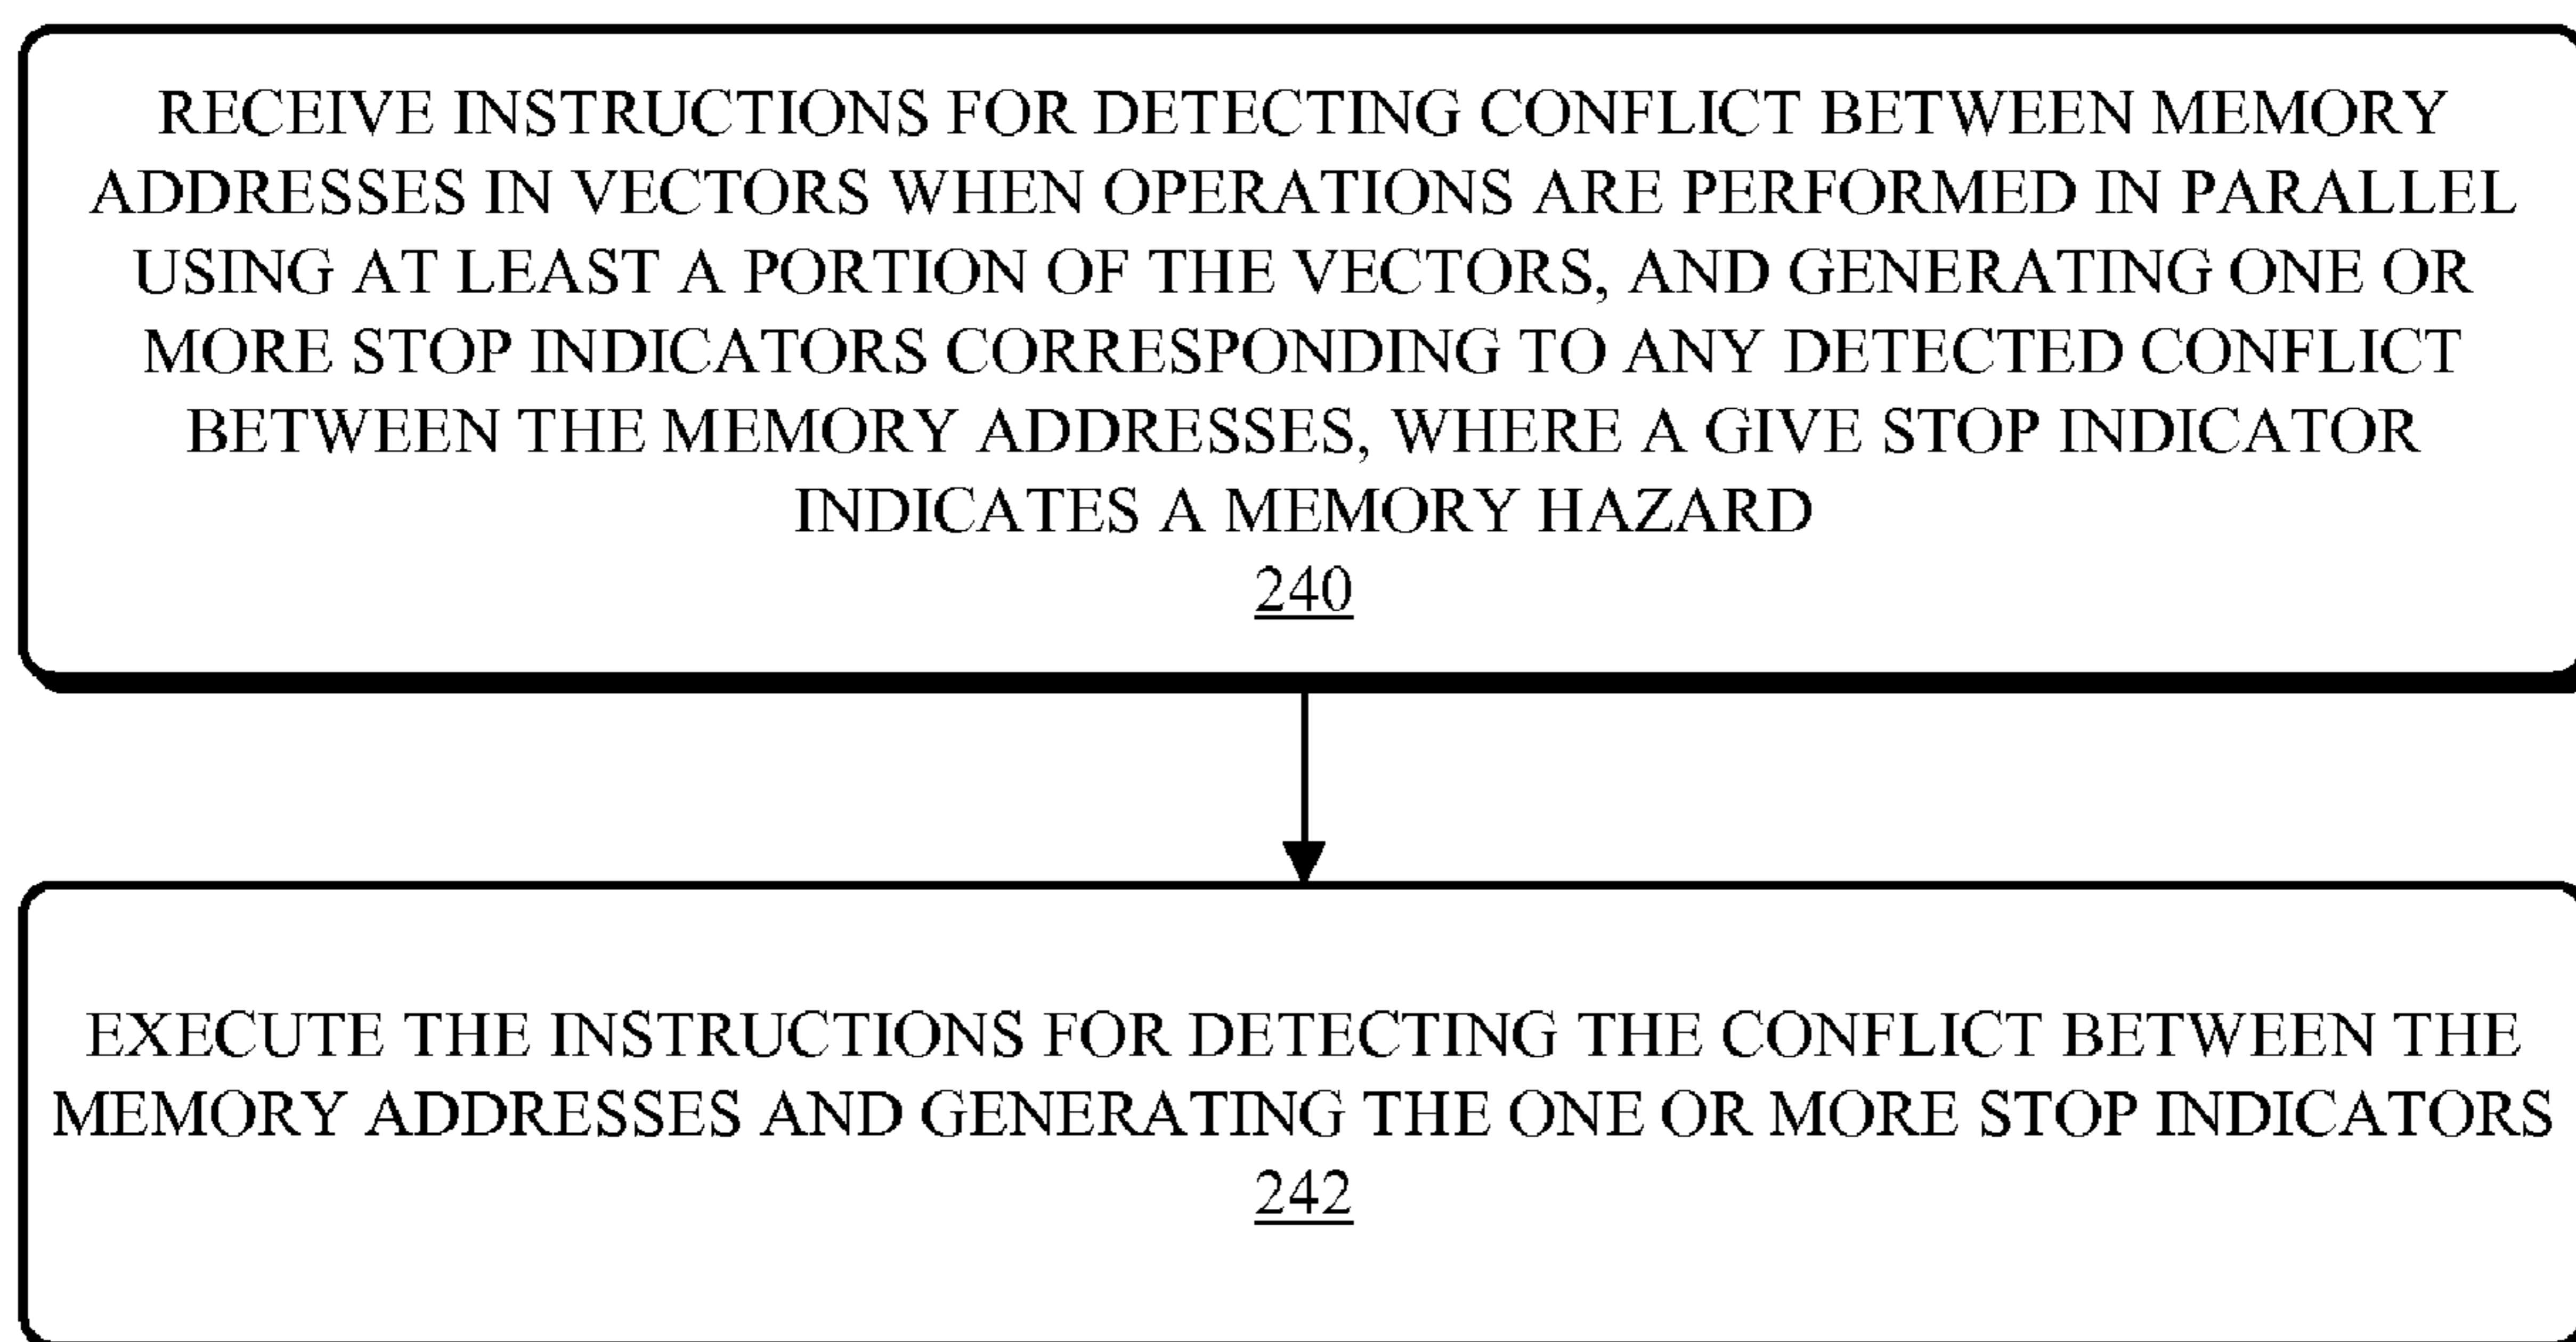 RECEIVE INSTRUCTIONS FOR DETECTING CONFLICT BETWEEN MEMORY
ADDRESSES IN VECTORS WHEN OPERATIONS ARE PERFORMED IN PARALLEL
USING AT LEAST A PORTION OF THE VECTORS, AND GENERATING ONE OR
MORE STOP INDICATORS CORRESPONDING TO ANY DETECTED CONFLICT
BETWEEN THE MEMORY ADDRESSES, WHERE A GIVE STOP INDICATOR
INDICATES A MEMORY HAZARD
240
EXECUTE THE INSTRUCTIONS FOR DETECTING THE CONFLICT BETWEEN THE
MEMORY ADDRESSES AND GENERATING THE ONE OR MORE STOP INDICATORS
242